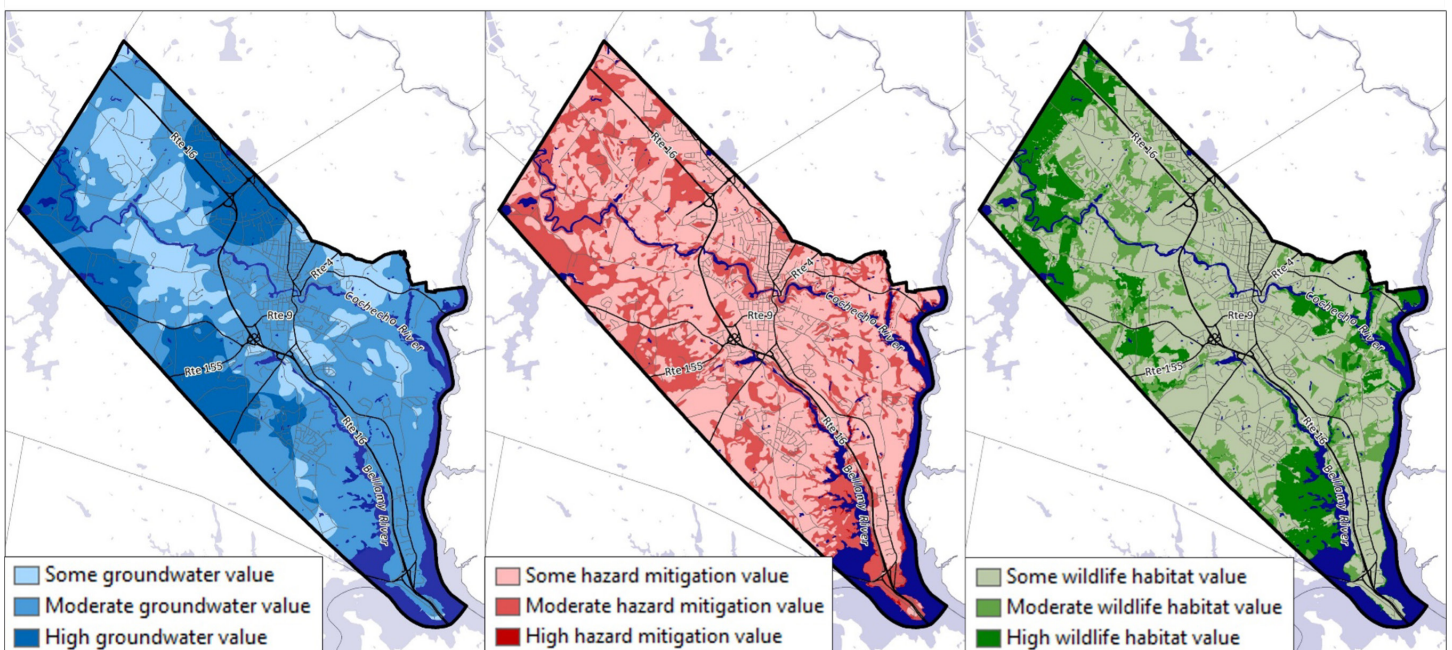 Rte 16
Rte 4
Cochecho River
Rte 9
Rte 155
Rte 16
Bellamy River
Some groundwater value
Moderate groundwater value
High groundwater value
Rte 16
Rte 4
Cochecho River
Rte 9
Rte 155
Rte 16
Bellamy River
Some hazard mitigation value
Moderate hazard mitigation value
High hazard mitigation value
Rte 16
Rte 4
Cochecho River
Rte 9
Rte 155
Rte 16
Bellamy River
Some wildlife habitat value
Moderate wildlife habitat value
High wildlife habitat value